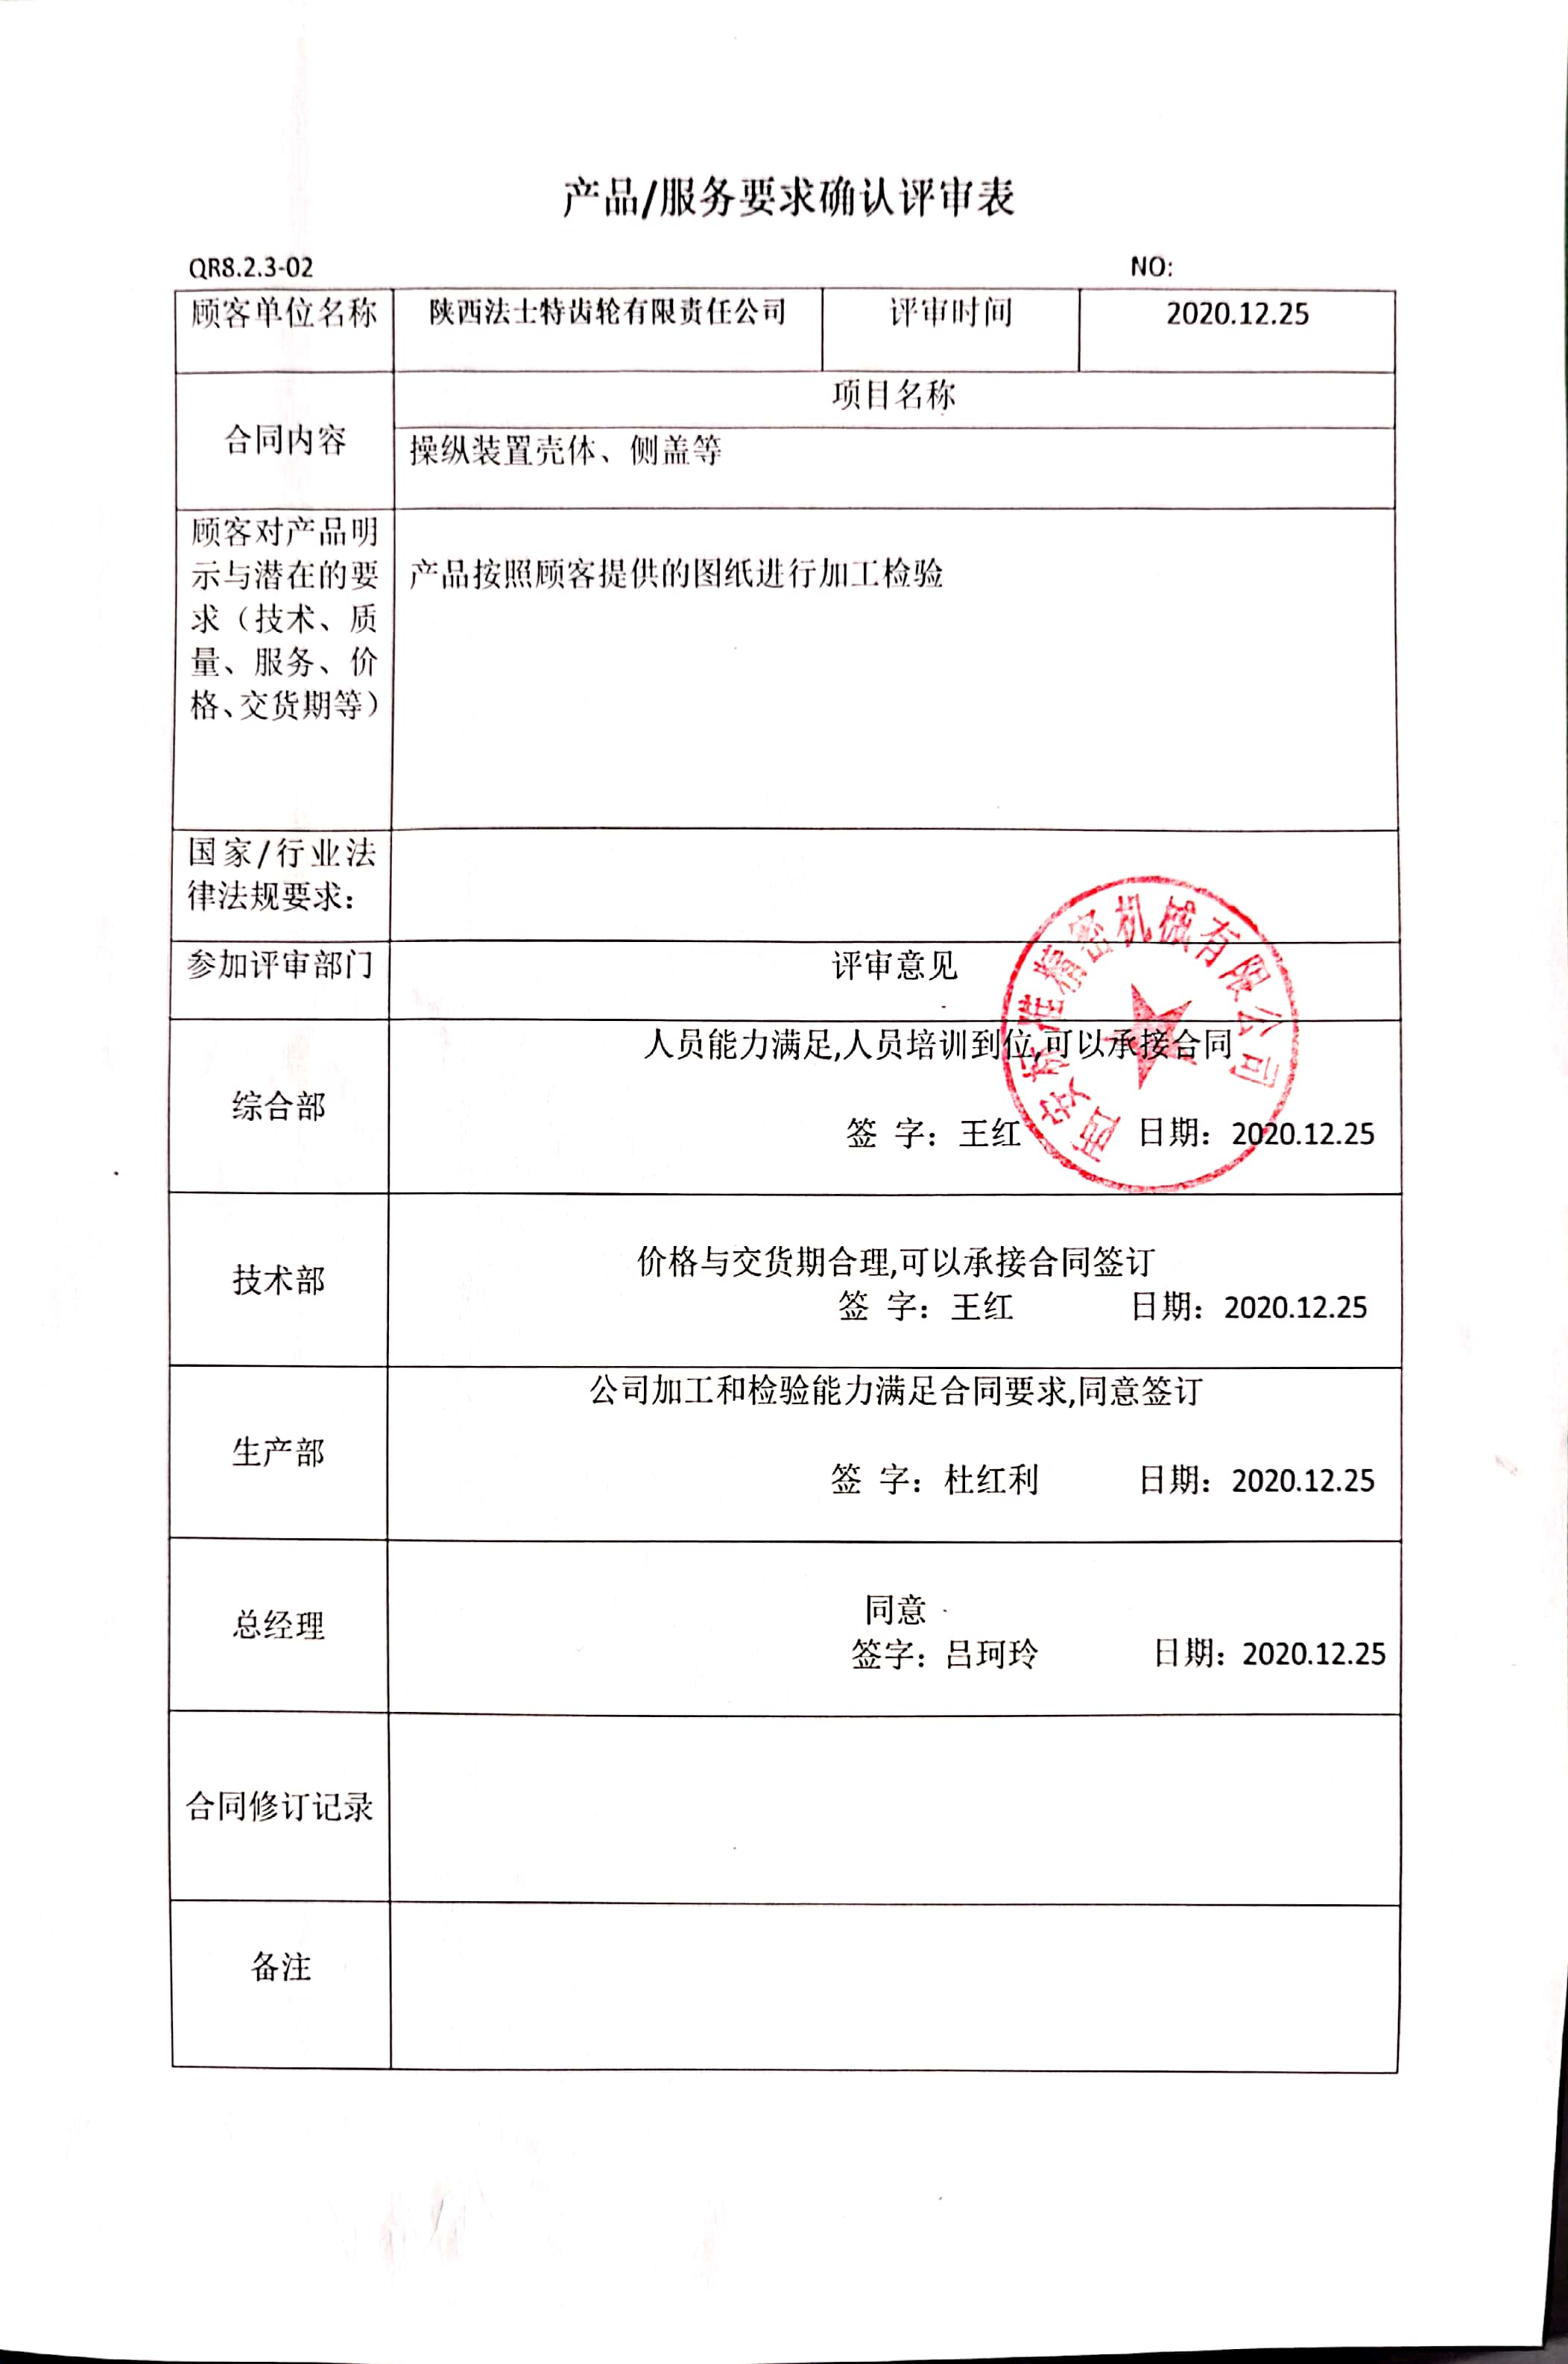 产品/服务要求确认评审表
QR8.2.3-02 NO:
顾客单位名称 陕西法士特齿轮有限责任公司 评审时间 2020.12.25
合同内容 项目名称
操纵装置壳体、侧盖等
顾客对产品明
示与潜在的要
求（技术、质
量、服务、价
格、交货期等）
产品按照顾客提供的图纸进行加工检验
国家/行业法
律法规要求：
参加评审部门 评审意见
综合部
人员能力满足,人员培训到位,可以承接合同
签 字：王红 日期：2020.12.25
西安标准精密机械有限公司
技术部
价格与交货期合理,可以承接合同签订
签 字：王红 日期：2020.12.25
生产部
公司加工和检验能力满足合同要求,同意签订
签 字：杜红利 日期：2020.12.25
总经理
同意
签字：吕珂玲 日期：2020.12.25
合同修订记录
备注